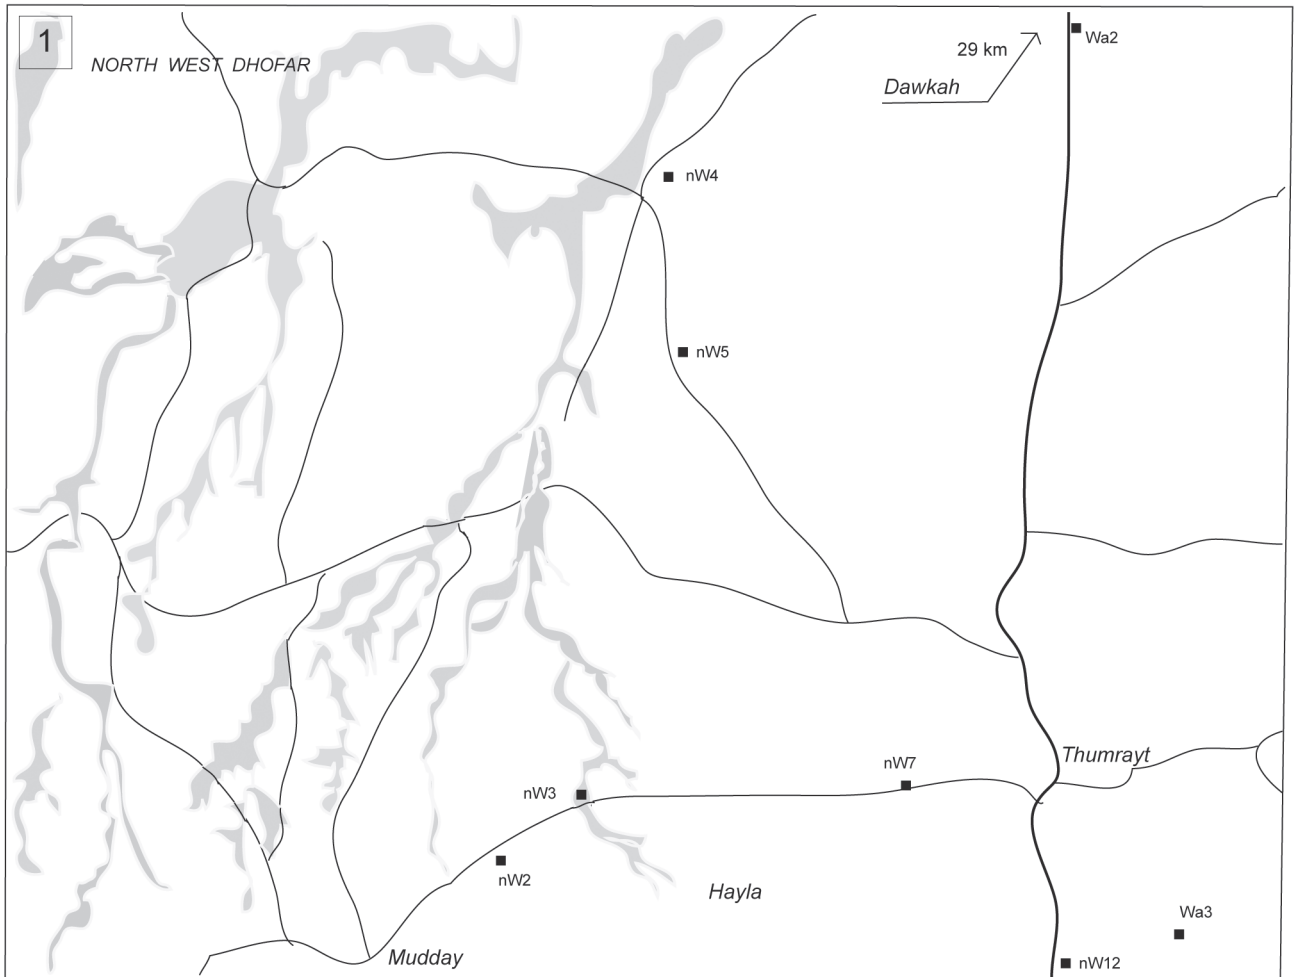 1
NORTH WEST DHOFAR
29 km
Dawkah
Wa2
nW4
nW5
Thumrayt
nW7
nW3
nW2
Hayla
Wa3
Mudday
nW12